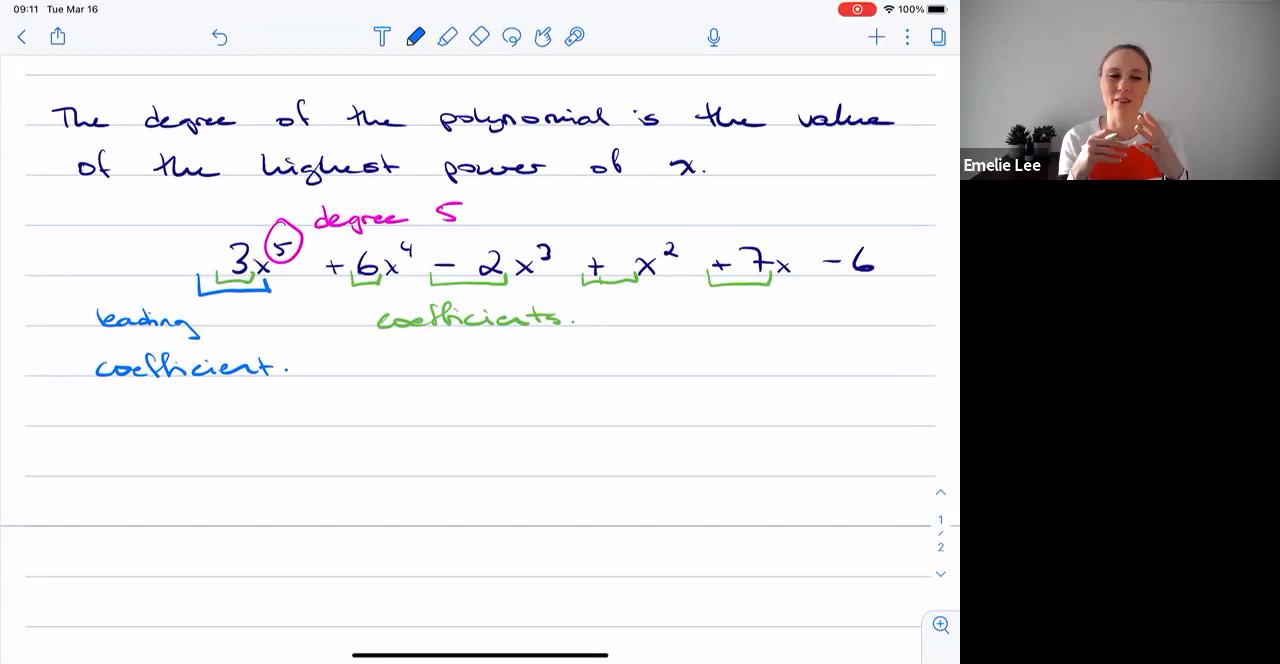 09:11 Tue Mar 16
100%
T
The degree of the polynomial is the value
of the highest power of x.
degree 5
3x⁵ + 6x⁴ - 2x³ + x² + 7x - 6
leading
coefficients.
coefficient.
1
/
2
Emelie Lee